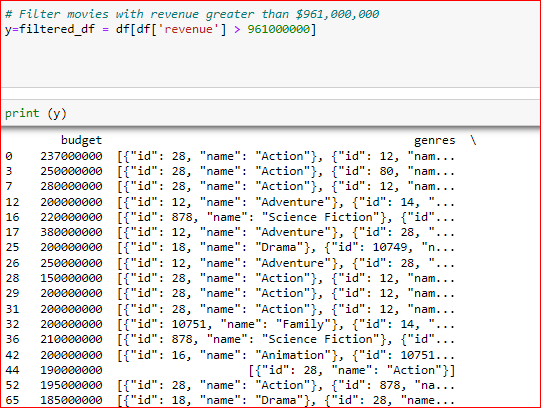 # Filter movies with revenue greater than $961,000,000
y=filtered_df = df[df['revenue'] > 961000000]
print (y)
budget genres \
0 237000000 [{"id": 28, "name": "Action"}, {"id": 12, "nam...
3 250000000 [{"id": 28, "name": "Action"}, {"id": 80, "nam...
7 280000000 [{"id": 28, "name": "Action"}, {"id": 12, "nam...
12 200000000 [{"id": 12, "name": "Adventure"}, {"id": 14, "...
16 220000000 [{"id": 878, "name": "Science Fiction"}, {"id"...
17 380000000 [{"id": 12, "name": "Adventure"}, {"id": 28, "...
25 200000000 [{"id": 18, "name": "Drama"}, {"id": 10749, "n...
26 250000000 [{"id": 12, "name": "Adventure"}, {"id": 28, "...
28 150000000 [{"id": 28, "name": "Action"}, {"id": 12, "nam...
29 200000000 [{"id": 28, "name": "Action"}, {"id": 12, "nam...
31 200000000 [{"id": 28, "name": "Action"}, {"id": 12, "nam...
32 200000000 [{"id": 10751, "name": "Family"}, {"id": 14, "...
36 210000000 [{"id": 878, "name": "Science Fiction"}, {"id"...
42 200000000 [{"id": 16, "name": "Animation"}, {"id": 10751...
44 190000000 [{"id": 28, "name": "Action"}]
52 195000000 [{"id": 28, "name": "Action"}, {"id": 878, "na...
65 185000000 [{"id": 18, "name": "Drama"}, {"id": 28, "name...